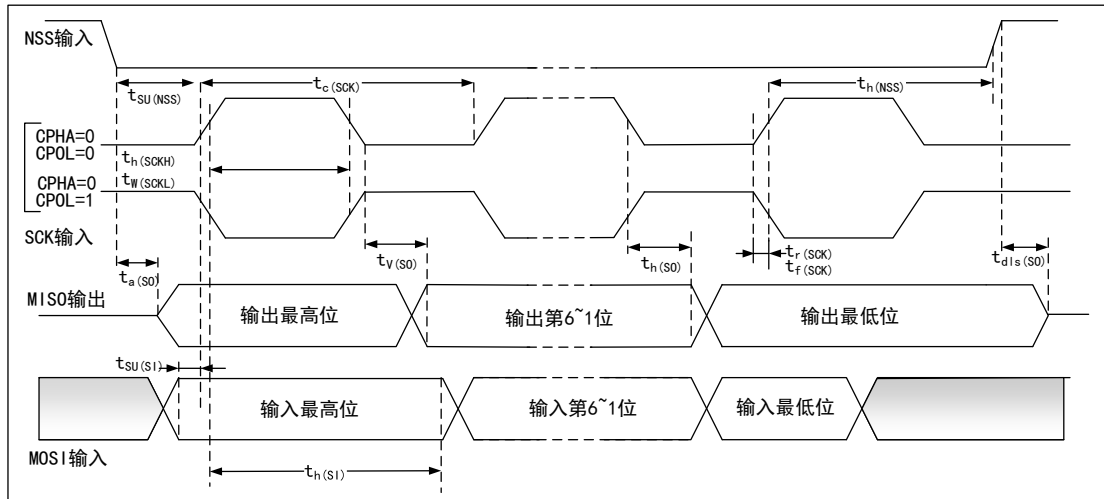 NSS输入
tSU(NSS)
tc(SCK)
th(NSS)
CPHA=0
CPOL=0
th(SCKH)
CPHA=0
CPOL=1
tW(SCKL)
SCK输入
ta(SO)
tV(SO)
th(SO)
tr(SCK)
tf(SCK)
tdls(SO)
MISO输出
输出最高位
输出第6~1位
输出最低位
tSU(SI)
输入最高位
输入第6~1位
输入最低位
MOSI输入
th(SI)